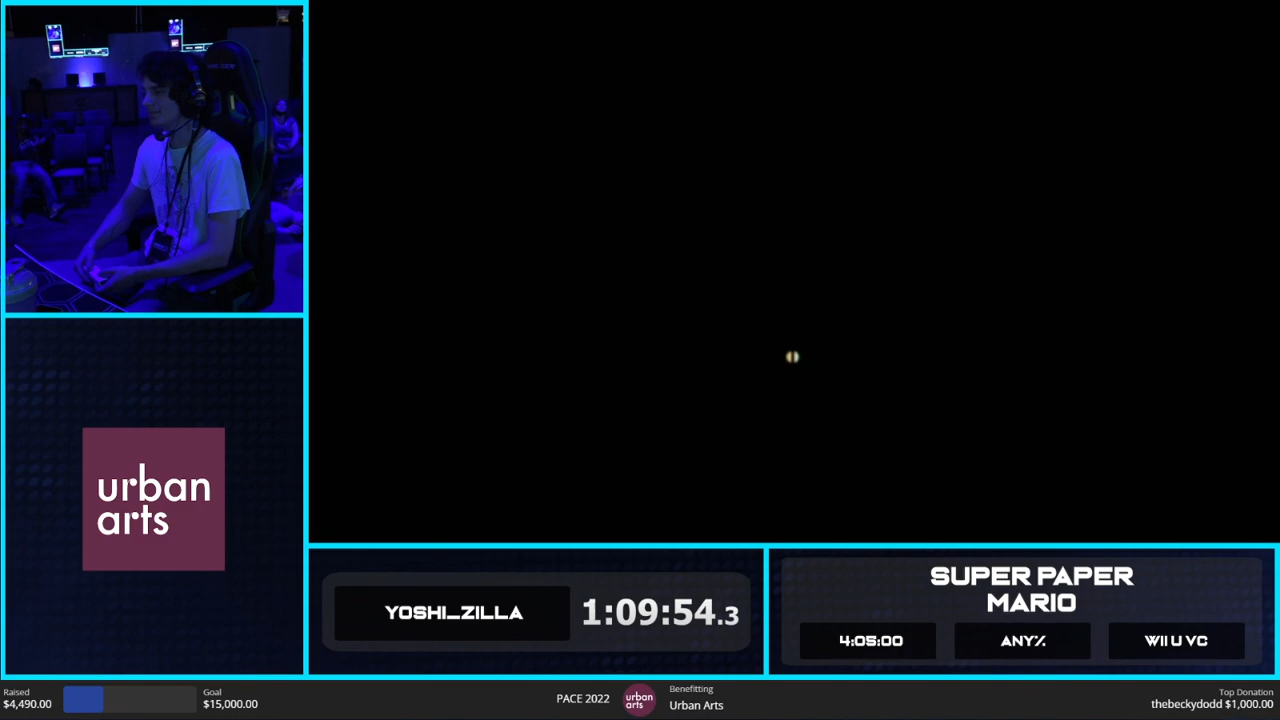 urban
arts
YOSHI_ZILLA
1:09:54.3
SUPER PAPER
MARIO
4:05:00
ANY%
WII U VC
Raised
$4,490.00
Goal
$15,000.00
PACE 2022
urban
arts
Benefitting
Urban Arts
Top Donation
thebeckydodd $1,000.00